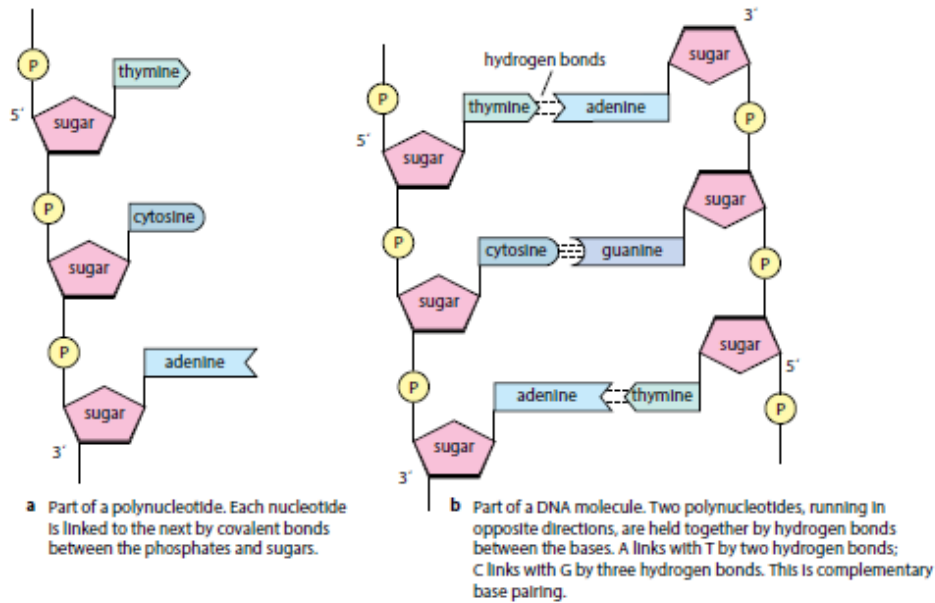 P
thymine
5´
sugar
P
cytosine
sugar
P
adenine
sugar
3´
a Part of a polynucleotide. Each nucleotide
is linked to the next by covalent bonds
between the phosphates and sugars.
3´
sugar
hydrogen bonds
P
thymine
adenine
P
5´
sugar
sugar
P
cytosine
guanine
P
sugar
sugar
5´
P
adenine
thymine
P
sugar
3´
b Part of a DNA molecule. Two polynucleotides, running in
opposite directions, are held together by hydrogen bonds
between the bases. A links with T by two hydrogen bonds;
C links with G by three hydrogen bonds. This is complementary
base pairing.